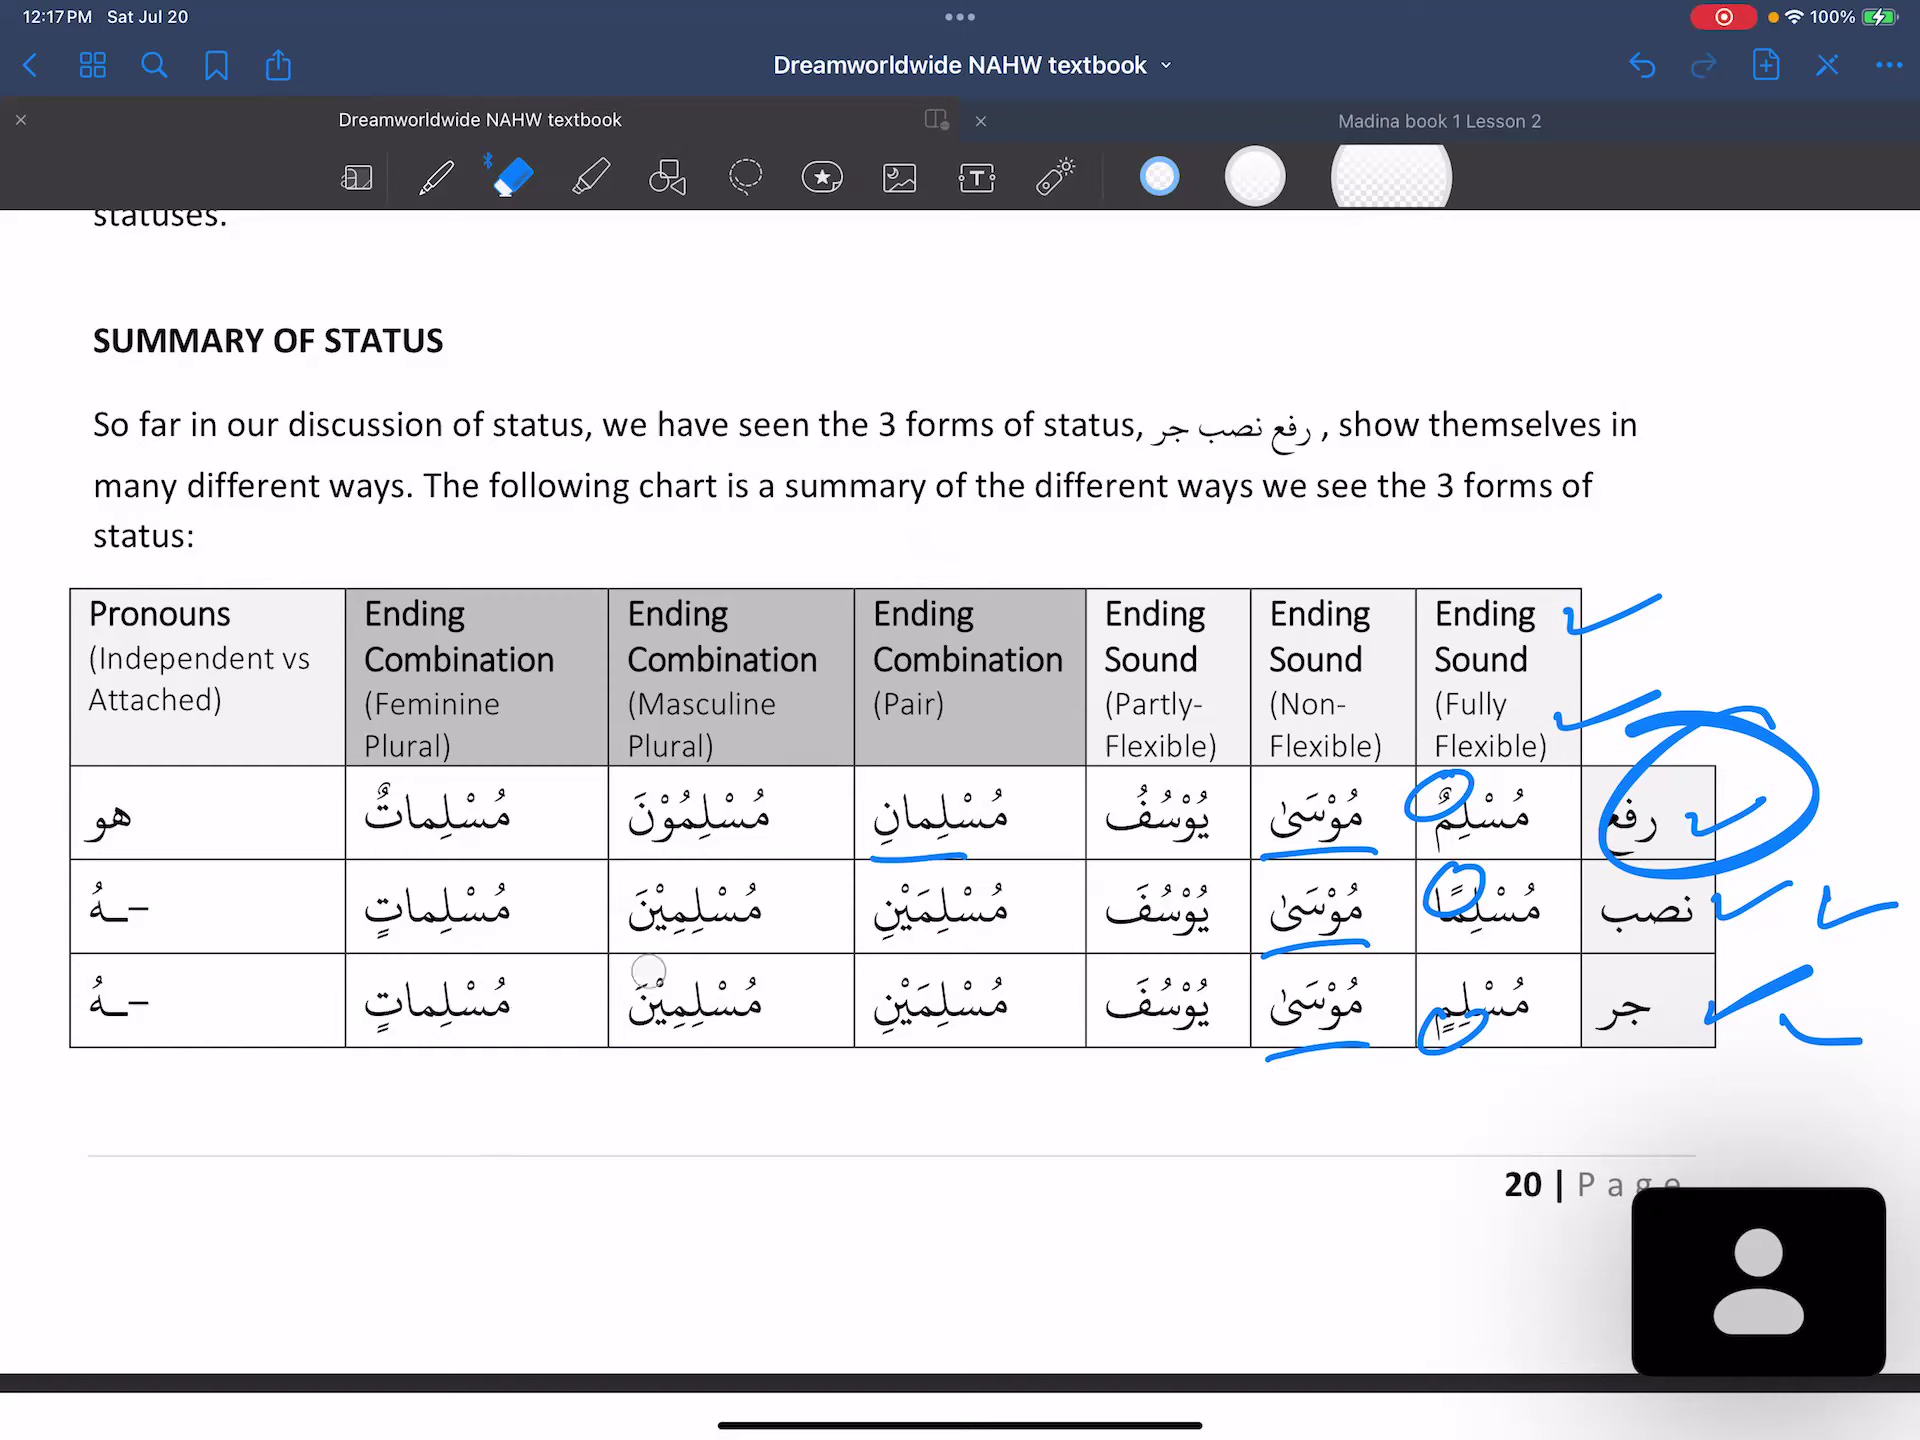 12:17 PM Sat Jul 20
100%
Dreamworldwide NAHW textbook
Dreamworldwide NAHW textbook
Madina book 1 Lesson 2
statuses.
SUMMARY OF STATUS
So far in our discussion of status, we have seen the 3 forms of status, رفع نصب جر , show themselves in
many different ways. The following chart is a summary of the different ways we see the 3 forms of
status:
Pronouns (Independent vs Attached) | Ending Combination (Feminine Plural) | Ending Combination (Masculine Plural) | Ending Combination (Pair) | Ending Sound (Partly-Flexible) | Ending Sound (Non-Flexible) | Ending Sound (Fully Flexible)
هو | مُسْلِماتٌ | مُسْلِمُوْنَ | مُسْلِمانِ | يُوْسُفُ | مُوْسَىٰ | مُسْلِمٌ | رفع
ـهُ – | مُسْلِماتٍ | مُسْلِمِيْنَ | مُسْلِمَيْنِ | يُوْسُفَ | مُوْسَىٰ | مُسْلِمًا | نصب
ـهُ – | مُسْلِماتٍ | مُسْلِمِيْنَ | مُسْلِمَيْنِ | يُوْسُفَ | مُوْسَىٰ | مُسْلِمٍ | جر
20 | Page